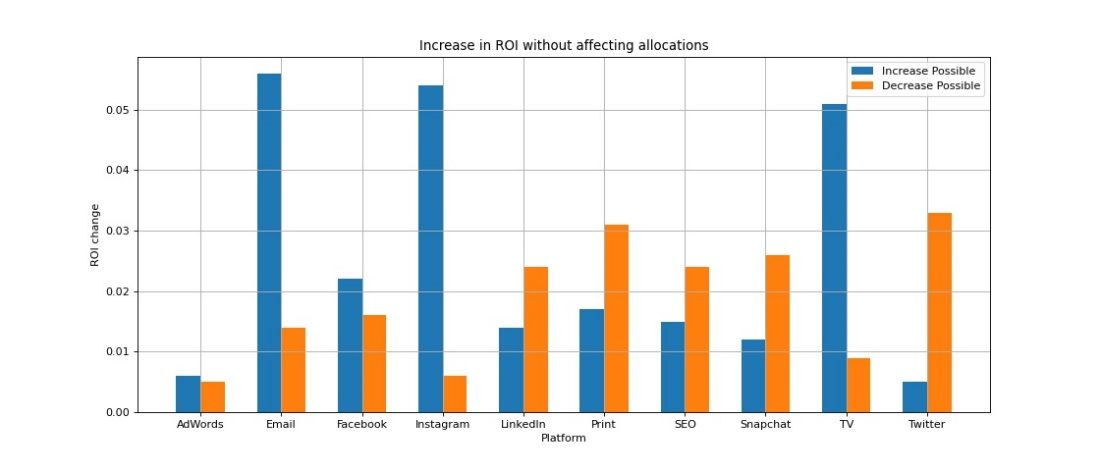 Increase in ROI without affecting allocations
Increase Possible
Decrease Possible
ROI change
0.05
0.04
0.03
0.02
0.01
0.00
AdWords Email Facebook Instagram LinkedIn Print SEO Snapchat TV Twitter
Platform